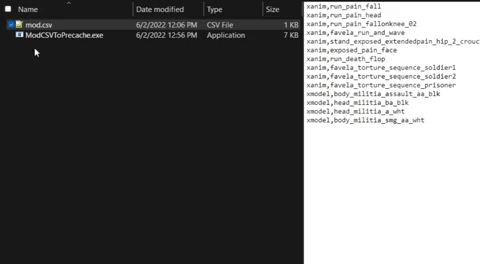 Name Date modified Type Size
mod.csv 6/2/2022 12:06 PM CSV File 1 KB
ModCSVToPrecache.exe 6/2/2022 12:56 PM Application 7 KB
xanim,run_pain_fall
xanim,run_pain_head
xanim,run_pain_fallonknee_02
xanim,favela_run_and_wave
xanim,stand_exposed_extendedpain_hip_2_crouc
xanim,exposed_pain_face
xanim,run_death_flop
xanim,favela_torture_sequence_soldier1
xanim,favela_torture_sequence_soldier2
xanim,favela_torture_sequence_prisoner
xmodel,body_militia_assault_aa_blk
xmodel,head_militia_ba_blk
xmodel,head_militia_a_wht
xmodel,body_militia_smg_aa_wht